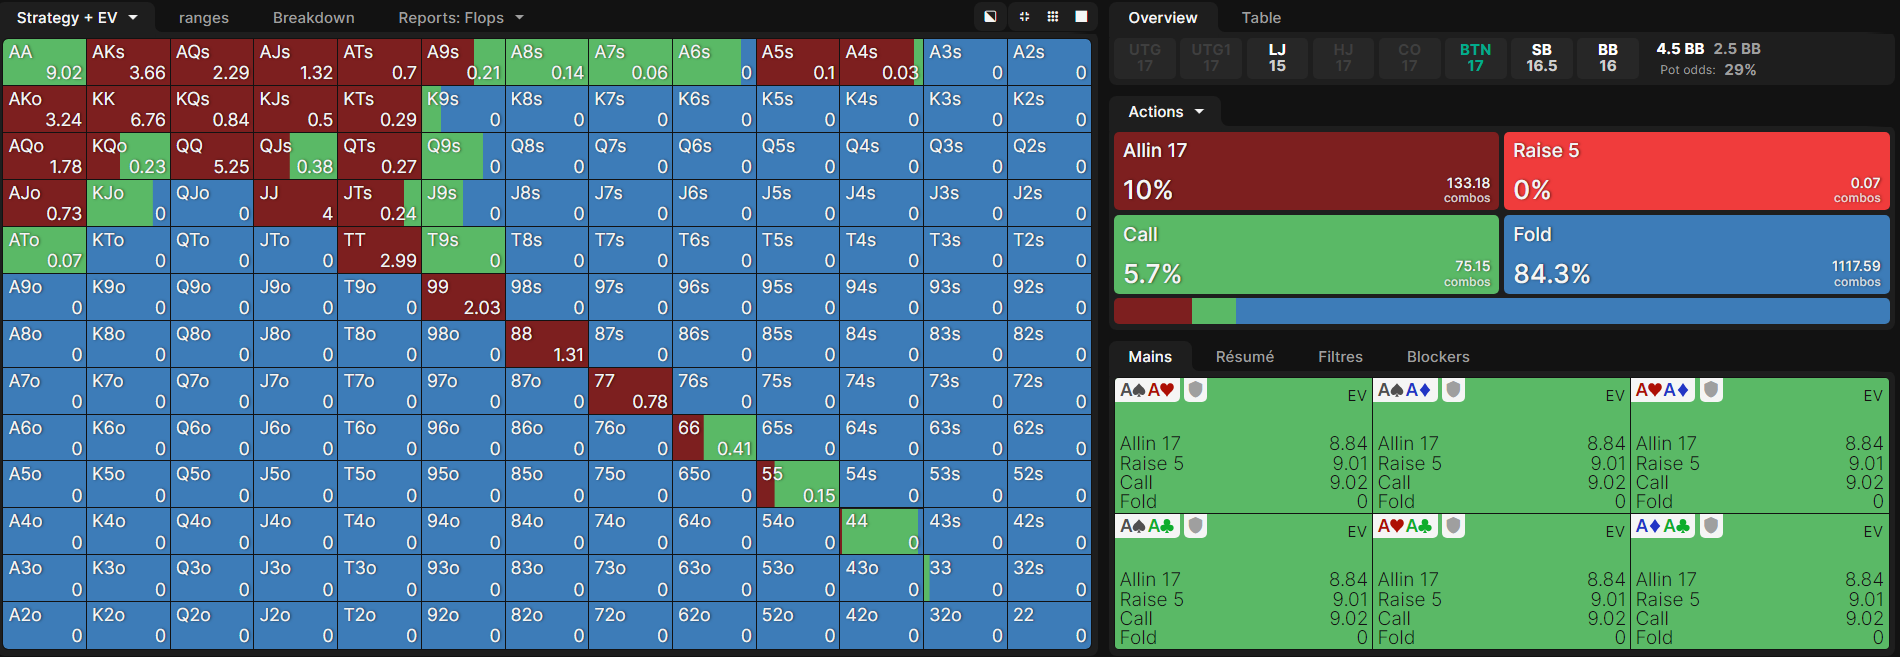 Strategy + EV ranges Breakdown Reports: Flops
AA AKs AQs AJs ATs A9s A8s A7s A6s A5s A4s A3s A2s
9.02 3.66 2.29 1.32 0.7 0.21 0.14 0.06 0 0.1 0.03 0 0
AKo KK KQs KJs KTs K9s K8s K7s K6s K5s K4s K3s K2s
3.24 6.76 0.84 0.5 0.29 0 0 0 0 0 0 0 0
AQo KQo QQ QJs QTs Q9s Q8s Q7s Q6s Q5s Q4s Q3s Q2s
1.78 0.23 5.25 0.38 0.27 0 0 0 0 0 0 0 0
AJo KJo QJo JJ JTs J9s J8s J7s J6s J5s J4s J3s J2s
0.73 0 0 4 0.24 0 0 0 0 0 0 0 0
ATo KTo QTo JTo TT T9s T8s T7s T6s T5s T4s T3s T2s
0.07 0 0 0 2.99 0 0 0 0 0 0 0 0
A9o K9o Q9o J9o T9o 99 98s 97s 96s 95s 94s 93s 92s
0 0 0 0 0 2.03 0 0 0 0 0 0 0
A8o K8o Q8o J8o T8o 98o 88 87s 86s 85s 84s 83s 82s
0 0 0 0 0 0 1.31 0 0 0 0 0 0
A7o K7o Q7o J7o T7o 97o 87o 77 76s 75s 74s 73s 72s
0 0 0 0 0 0 0 0.78 0 0 0 0 0
A6o K6o Q6o J6o T6o 96o 86o 76o 66 65s 64s 63s 62s
0 0 0 0 0 0 0 0 0.41 0 0 0 0
A5o K5o Q5o J5o T5o 95o 85o 75o 65o 55 54s 53s 52s
0 0 0 0 0 0 0 0 0 0.15 0 0 0
A4o K4o Q4o J4o T4o 94o 84o 74o 64o 54o 44 43s 42s
0 0 0 0 0 0 0 0 0 0 0 0 0
A3o K3o Q3o J3o T3o 93o 83o 73o 63o 53o 43o 33 32s
0 0 0 0 0 0 0 0 0 0 0 0 0
A2o K2o Q2o J2o T2o 92o 82o 72o 62o 52o 42o 32o 22
0 0 0 0 0 0 0 0 0 0 0 0 0
Overview Table
UTG UTG1 LJ HJ CO BTN SB BB 4.5 BB 2.5 BB
17 17 15 17 17 17 16.5 16 Pot odds: 29%
Actions
Allin 17 Raise 5
10% 133.18 combos 0% 0.07 combos
Call Fold
5.7% 75.15 combos 84.3% 1117.59 combos
Mains Résumé Filtres Blockers
A♠A♥ EV A♠A♦ EV A♥A♦ EV
Allin 17 8.84 Allin 17 8.84 Allin 17 8.84
Raise 5 9.01 Raise 5 9.01 Raise 5 9.01
Call 9.02 Call 9.02 Call 9.02
Fold 0 Fold 0 Fold 0
A♠A♣ EV A♥A♣ EV A♦A♣ EV
Allin 17 8.84 Allin 17 8.84 Allin 17 8.84
Raise 5 9.01 Raise 5 9.01 Raise 5 9.01
Call 9.02 Call 9.02 Call 9.02
Fold 0 Fold 0 Fold 0